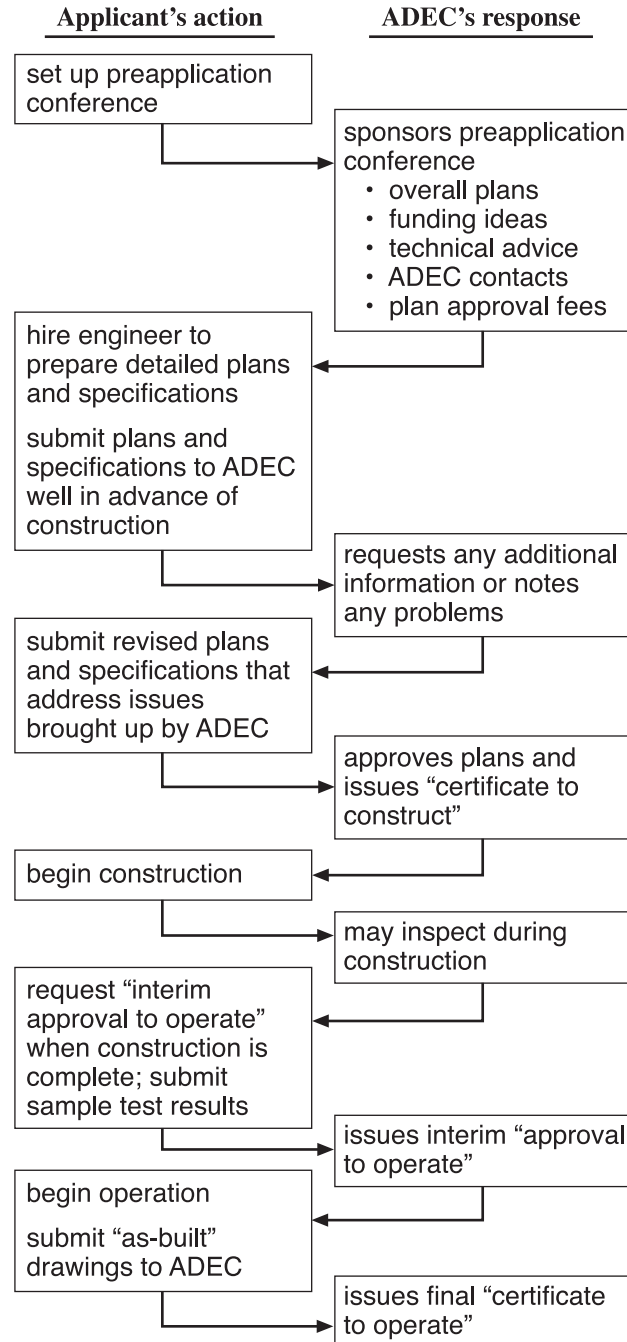 Applicant’s action
ADEC’s response
set up preapplication
conference
sponsors preapplication
conference
• overall plans
• funding ideas
• technical advice
• ADEC contacts
• plan approval fees
hire engineer to
prepare detailed plans
and specifications
submit plans and
specifications to ADEC
well in advance of
construction
requests any additional
information or notes
any problems
submit revised plans
and specifications that
address issues
brought up by ADEC
approves plans and
issues “certificate to
construct”
begin construction
may inspect during
construction
request “interim
approval to operate”
when construction is
complete; submit
sample test results
issues interim “approval
to operate”
begin operation
submit “as-built”
drawings to ADEC
issues final “certificate
to operate”